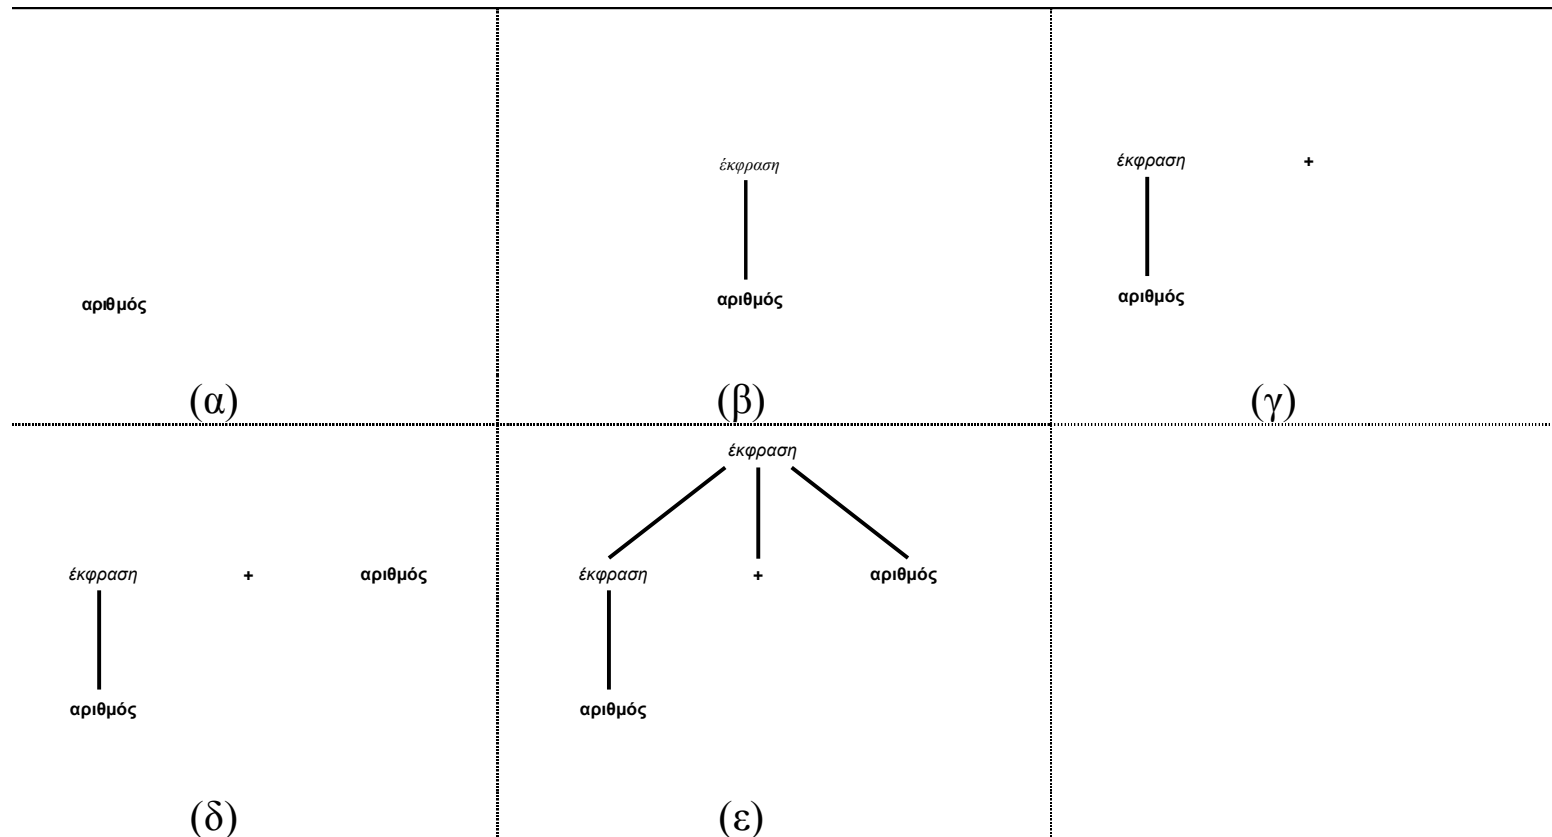 αριθμός
(α)
έκφραση
αριθμός
(β)
έκφραση +
αριθμός
(γ)
έκφραση + αριθμός
αριθμός
(δ)
έκφραση
έκφραση + αριθμός
αριθμός
(ε)